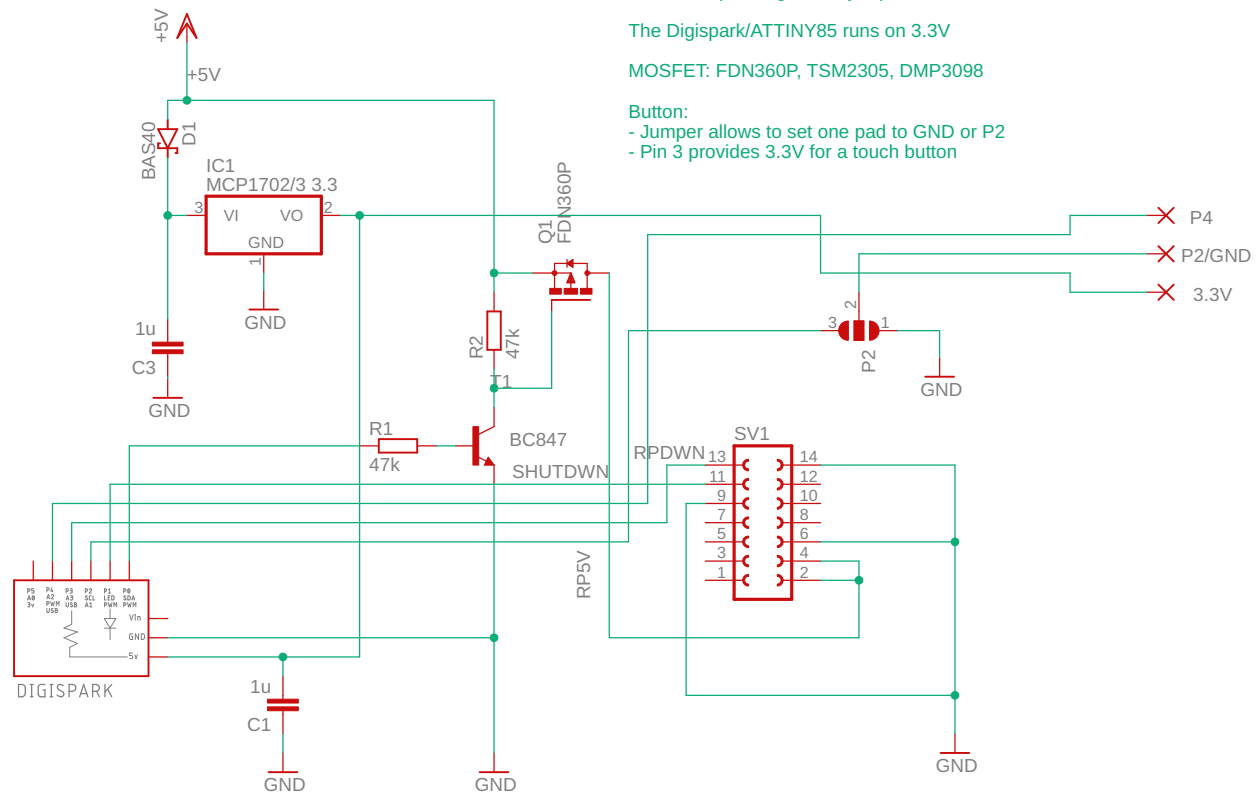 The Digispark/ATTINY85 runs on 3.3V
MOSFET: FDN360P, TSM2305, DMP3098
Button:
- Jumper allows to set one pad to GND or P2
- Pin 3 provides 3.3V for a touch button
+5V
+5V
BAS40
D1
IC1
MCP1702/3 3.3
3
VI
VO
2
GND
1
GND
1u
C3
GND
Q1
FDN360P
R2
47k
T1
R1
47k
BC847
SHUTDWN
P4
P2/GND
3.3V
2
3
1
P2
GND
SV1
RPDWN
13
14
11
12
9
10
7
8
5
6
3
4
1
2
RP5V
GND
P5
A0
3v
P4
A2
PWM
USB
P3
A3
USB
P2
SCL
A1
P1
LED
PWM
P0
SDA
PWM
Vin
GND
5v
DIGISPARK
1u
C1
GND
GND